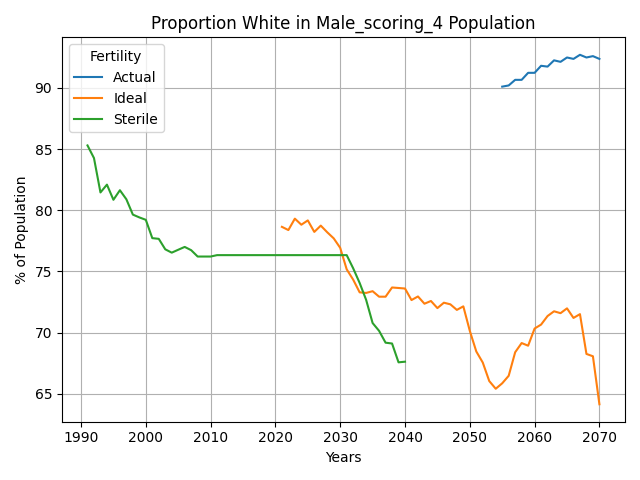 Proportion White in Male_scoring_4 Population
Fertility
Actual
Ideal
Sterile
% of Population
90
85
80
75
70
65
1990 2000 2010 2020 2030 2040 2050 2060 2070
Years